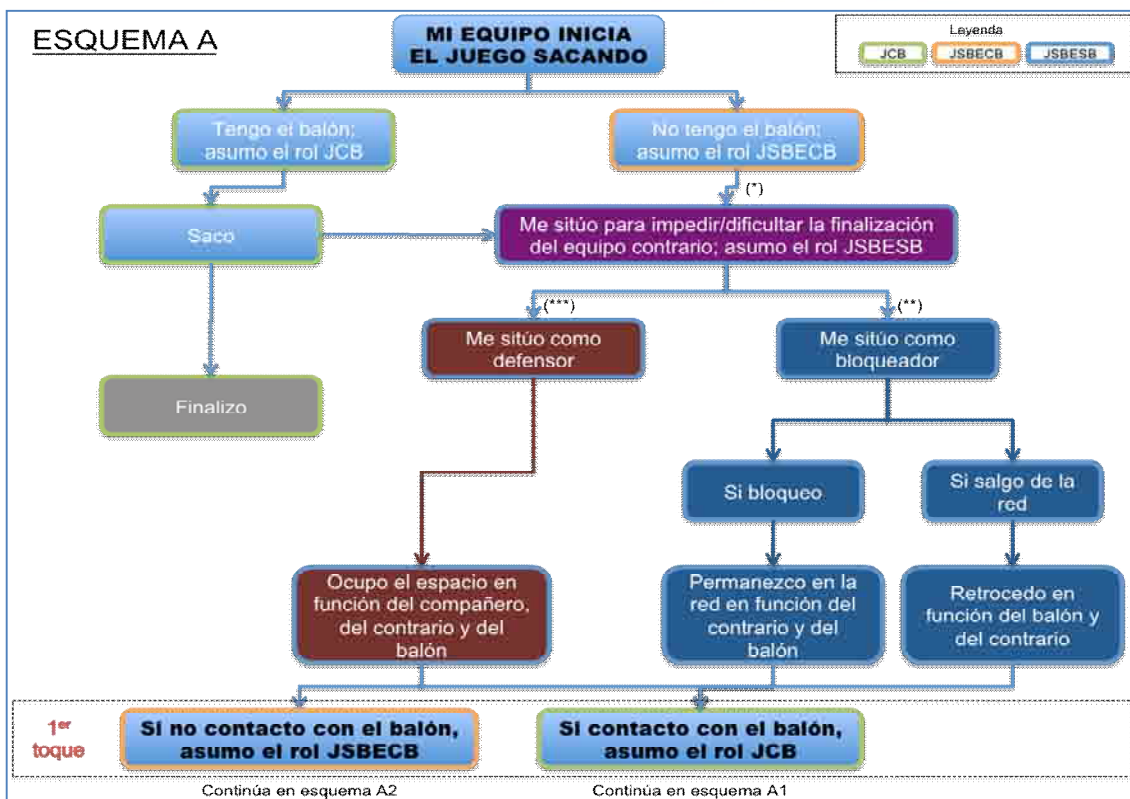 ESQUEMA A
MI EQUIPO INICIA
EL JUEGO SACANDO
Leyenda
JCB
JSBECB
JSBESB
Tengo el balón;
asumo el rol JCB
No tengo el balón;
asumo el rol JSBECB
(*)
Saco
Me sitúo para impedir/dificultar la finalización
del equipo contrario; asumo el rol JSBESB
(***)
(**)
Me sitúo como
defensor
Me sitúo como
bloqueador
Finalizo
Si bloqueo
Si salgo de la
red
Ocupo el espacio en
función del compañero,
del contrario y del
balón
Permanezco en la
red en función del
contrario y del
balón
Retrocedo en
función del balón y
del contrario
1er
toque
Si no contacto con el balón,
asumo el rol JSBECB
Si contacto con el balón,
asumo el rol JCB
Continúa en esquema A2
Continúa en esquema A1